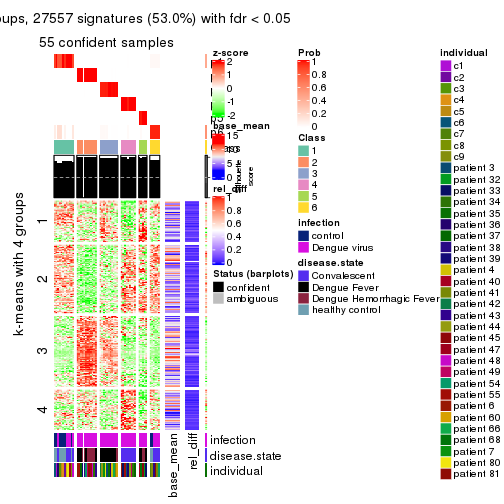 oups, 27557 signatures (53.0%) with fdr < 0.05
55 confident samples
k-means with 4 groups
1
2
3
4
z-score
2
1
0
-1
-2
base_mean
15
10
5
0
rel_diff
1
0.8
0.6
0.4
0.2
0
Status (barplots)
confident
ambiguous
Silhouette
score
base_mean
rel_diff
infection
disease.state
individual
Prob
1
0.8
0.6
0.4
0.2
0
Class
1
2
3
4
5
6
infection
control
Dengue virus
disease.state
Convalescent
Dengue Fever
Dengue Hemorrhagic Fever
healthy control
individual
c1
c2
c3
c4
c5
c6
c7
c8
c9
patient 3
patient 32
patient 33
patient 34
patient 35
patient 36
patient 37
patient 38
patient 39
patient 4
patient 40
patient 41
patient 42
patient 43
patient 44
patient 45
patient 47
patient 48
patient 49
patient 54
patient 55
patient 6
patient 60
patient 66
patient 68
patient 7
patient 80
patient 81